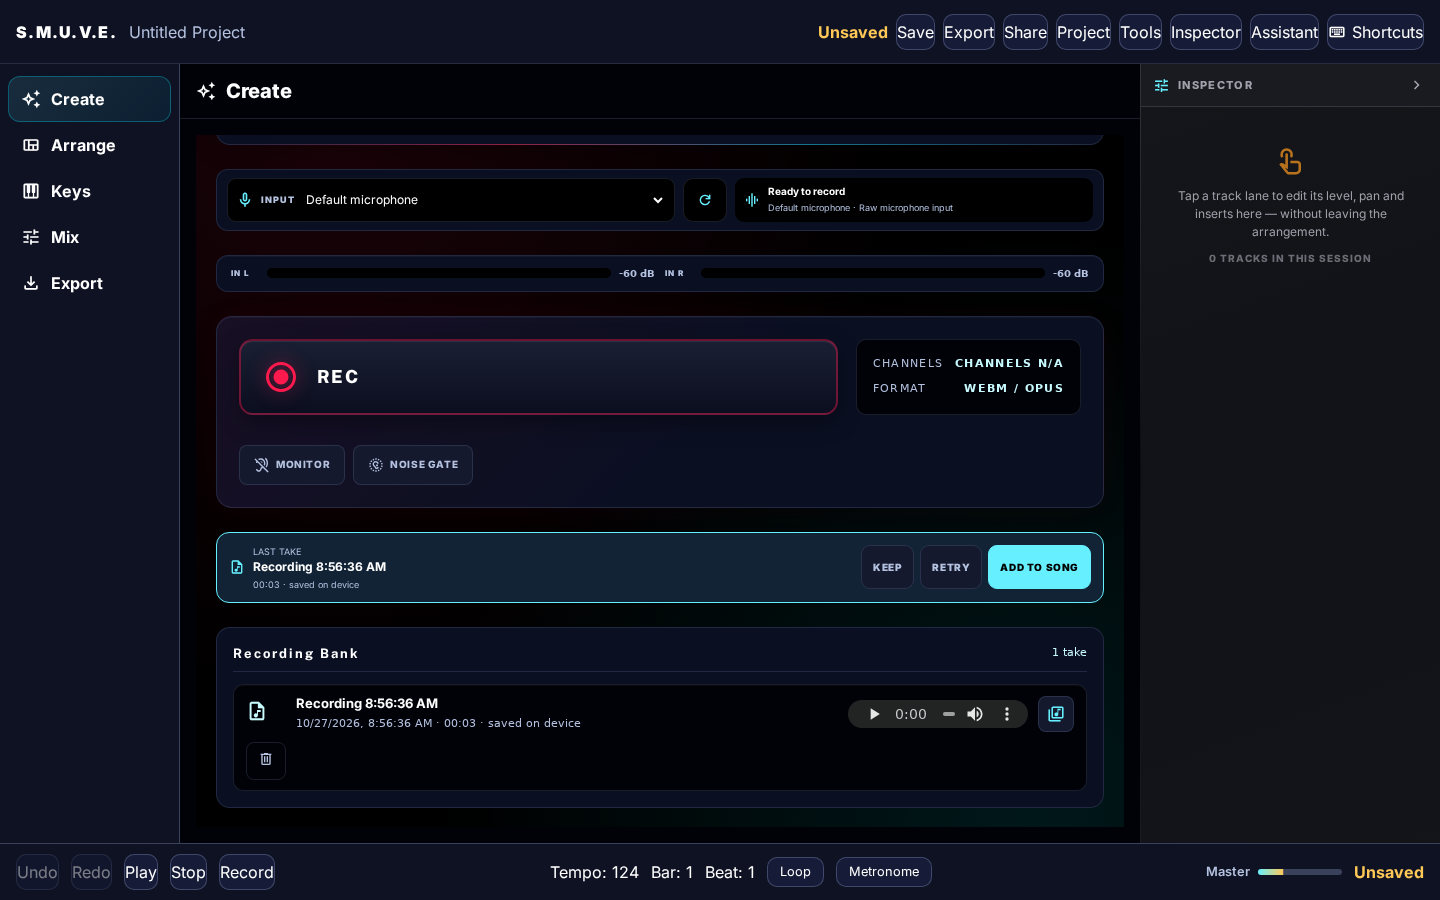 S.M.U.V.E. Untitled Project
Unsaved Save Export Share Project Tools Inspector Assistant Shortcuts
Create
Arrange
Keys
Mix
Export
Create
INPUT Default microphone
Ready to record
Default microphone · Raw microphone input
IN L -60 dB IN R -60 dB
REC
CHANNELS CHANNELS N/A
FORMAT WEBM / OPUS
MONITOR NOISE GATE
LAST TAKE
Recording 8:56:36 AM
00:03 · saved on device
KEEP RETRY ADD TO SONG
Recording Bank 1 take
Recording 8:56:36 AM
10/27/2026, 8:56:36 AM · 00:03 · saved on device
0:00
INSPECTOR
Tap a track lane to edit its level, pan and
inserts here — without leaving the
arrangement.
0 TRACKS IN THIS SESSION
Undo Redo Play Stop Record
Tempo: 124 Bar: 1 Beat: 1 Loop Metronome
Master Unsaved